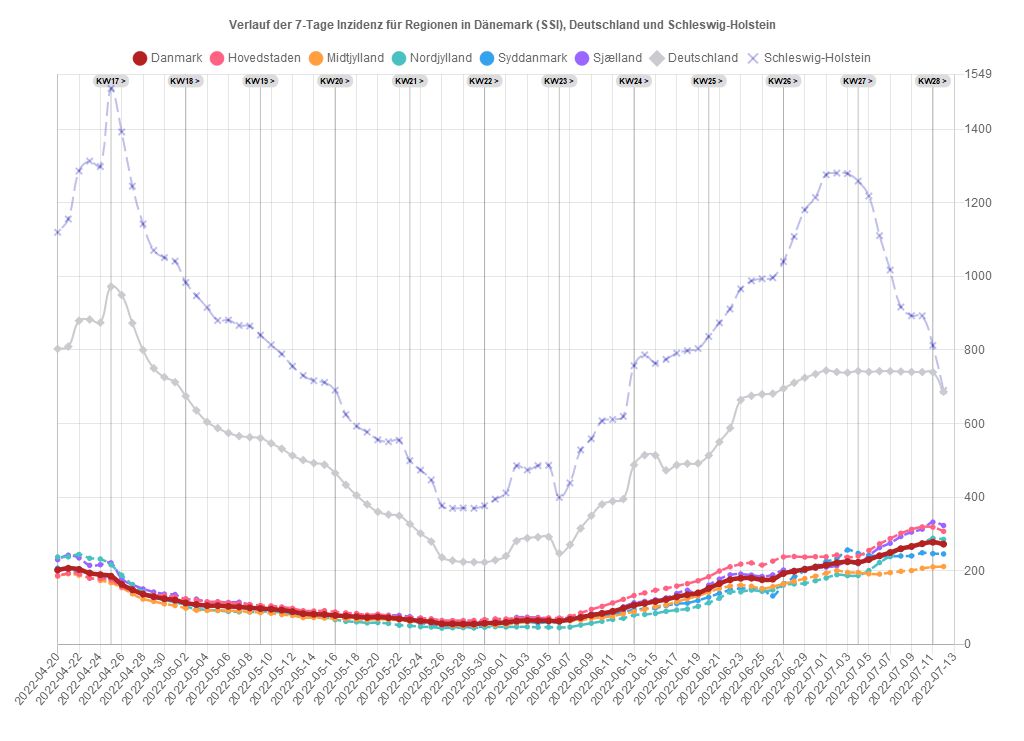 Verlauf der 7-Tage Inzidenz für Regionen in Dänemark (SSI), Deutschland und Schleswig-Holstein
Danmark Hovedstaden Midtjylland Nordjylland Syddanmark Sjælland Deutschland Schleswig-Holstein
KW17 > KW18 > KW19 > KW20 > KW21 > KW22 > KW23 > KW24 > KW25 > KW26 > KW27 > KW28 >
1549
1400
1200
1000
800
600
400
200
0
2022-04-20 2022-04-22 2022-04-24 2022-04-26 2022-04-28 2022-04-30 2022-05-02 2022-05-04 2022-05-06 2022-05-08 2022-05-10 2022-05-12 2022-05-14 2022-05-16 2022-05-18 2022-05-20 2022-05-22 2022-05-24 2022-05-26 2022-05-28 2022-05-30 2022-06-01 2022-06-03 2022-06-05 2022-06-07 2022-06-09 2022-06-11 2022-06-13 2022-06-15 2022-06-17 2022-06-19 2022-06-21 2022-06-23 2022-06-25 2022-06-27 2022-06-29 2022-07-01 2022-07-03 2022-07-05 2022-07-07 2022-07-09 2022-07-11 2022-07-13